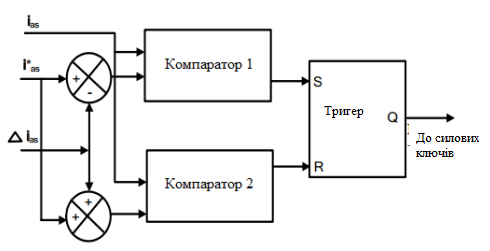 ias
i*as
Δ ias
+
-
+
+
Компаратор 1
Компаратор 2
S
Тригер
Q
R
До силових
ключів